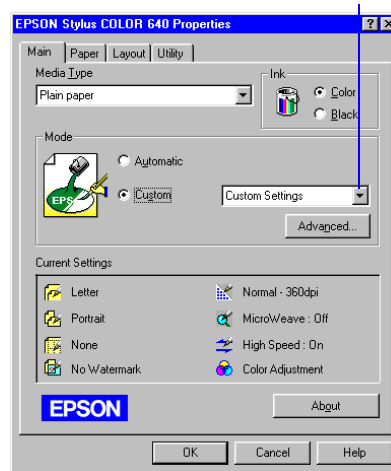 EPSON Stylus COLOR 640 Properties
Main Paper Layout Utility
Media Type
Plain paper
Ink
Color
Black
Mode
Automatic
Custom
Custom Settings
Advanced...
EPS
Current Settings
Letter
Normal - 360dpi
Portrait
MicroWeave : Off
None
High Speed : On
No Watermark
Color Adjustment
EPSON
About
OK Cancel Help